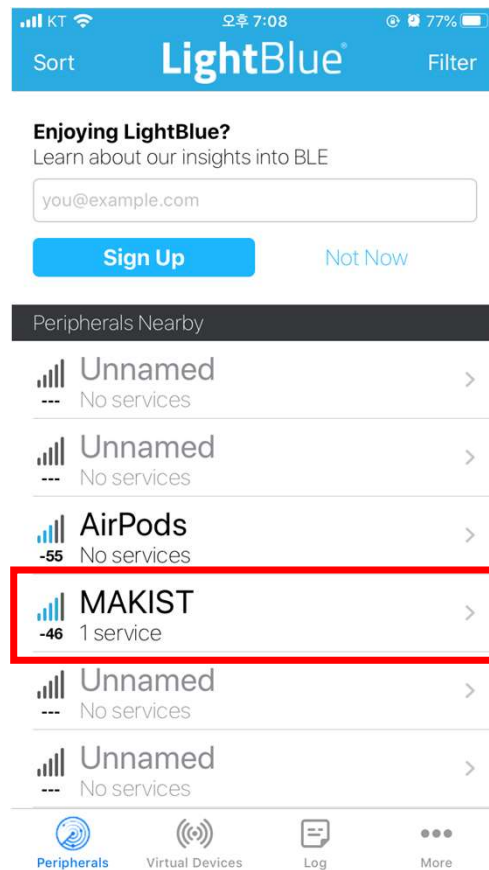 KT 오후 7:08 77%
Sort LightBlue® Filter
Enjoying LightBlue?
Learn about our insights into BLE
you@example.com
Sign Up Not Now
Peripherals Nearby
Unnamed
--- No services
Unnamed
--- No services
AirPods
-55 No services
MAKIST
-46 1 service
Unnamed
--- No services
Unnamed
--- No services
Peripherals Virtual Devices Log More